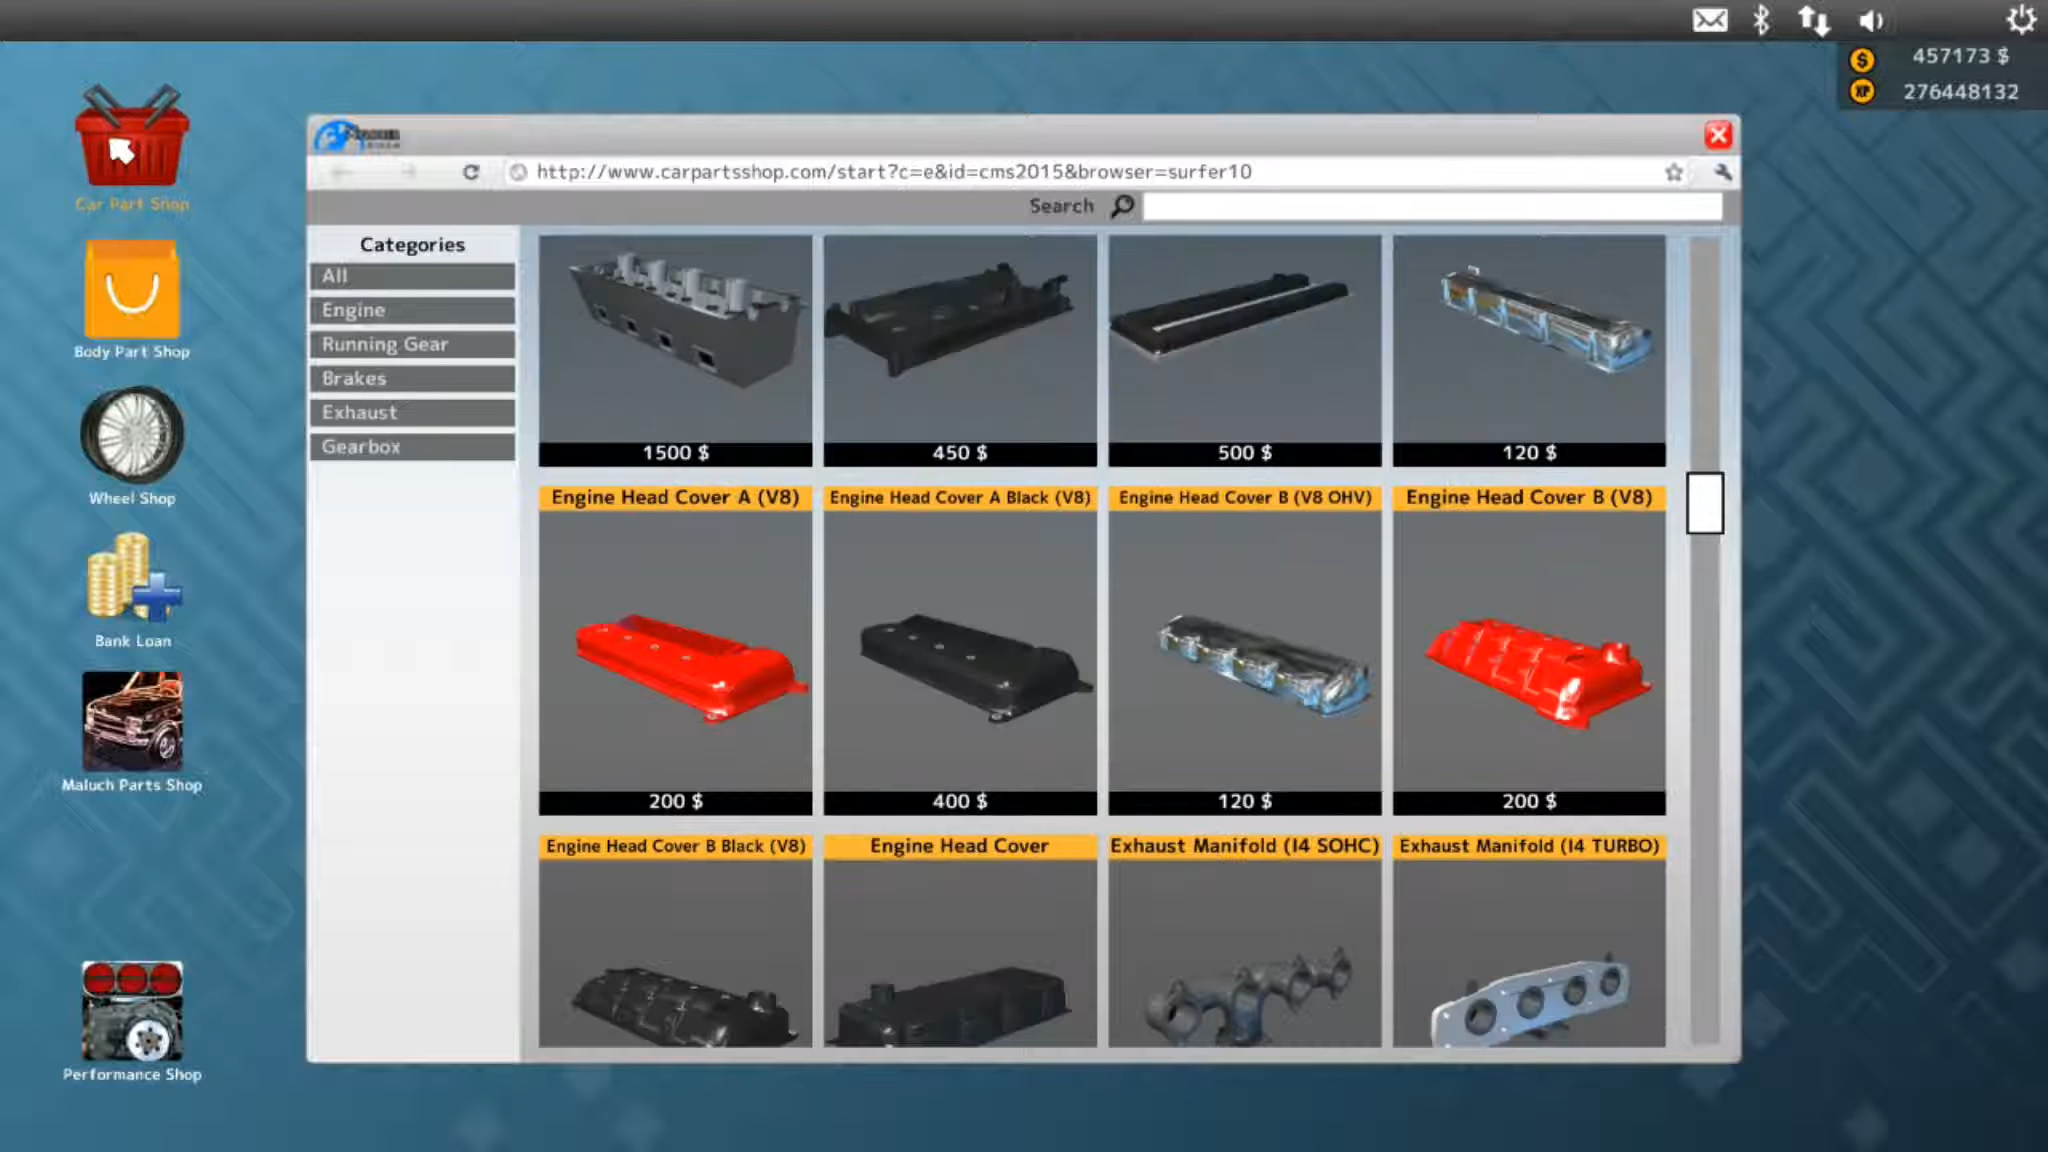 457173 $
276448132
http://www.carpartsshop.com/start?c=e&id=cms2015&browser=surfer10
Search
Car Part Shop
Body Part Shop
Wheel Shop
Bank Loan
Maluch Parts Shop
Performance Shop
Categories
All
Engine
Running Gear
Brakes
Exhaust
Gearbox
1500 $
450 $
500 $
120 $
Engine Head Cover A (V8)
Engine Head Cover A Black (V8)
Engine Head Cover B (V8 OHV)
Engine Head Cover B (V8)
200 $
400 $
120 $
200 $
Engine Head Cover B Black (V8)
Engine Head Cover
Exhaust Manifold (I4 SOHC)
Exhaust Manifold (I4 TURBO)